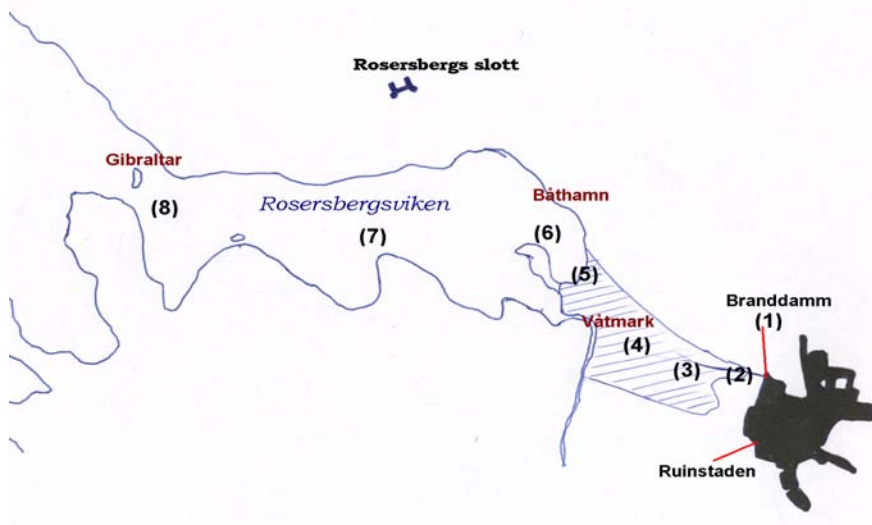 Rosersbergs slott
Gibraltar
(8)
Rosersbergsviken
(7)
Båthamn
(6)
(5)
Branddamm
(1)
Våtmark
(4)
(3)
(2)
Ruinstaden